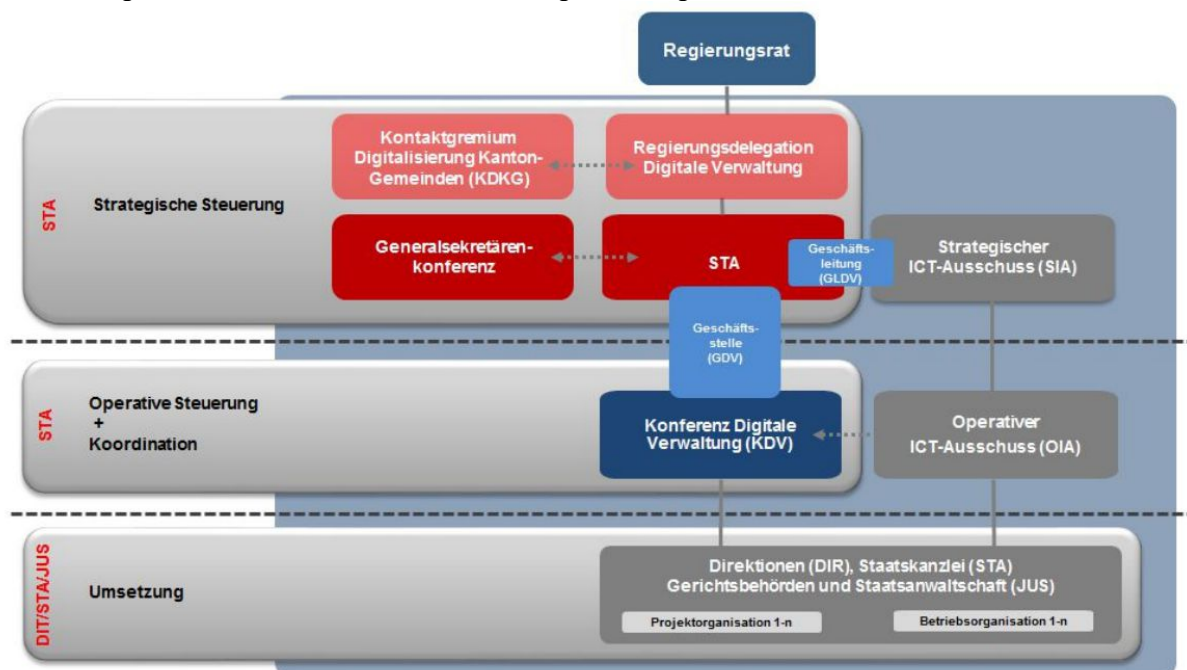 Regierungsrat
STA
Strategische Steuerung
Kontaktgremium
Digitalisierung Kanton-
Gemeinden (KDKG)
Regierungsdelegation
Digitale Verwaltung
Generalsekretären-
konferenz
STA
Geschäfts-
leitung
(GLDV)
Strategischer
ICT-Ausschuss (SIA)
Geschäfts-
stelle
(GDV)
STA
Operative Steuerung
+
Koordination
Konferenz Digitale
Verwaltung (KDV)
Operativer
ICT-Ausschuss (OIA)
DIT/STA/JUS
Umsetzung
Direktionen (DIR), Staatskanzlei (STA)
Gerichtsbehörden und Staatsanwaltschaft (JUS)
Projektorganisation 1-n
Betriebsorganisation 1-n